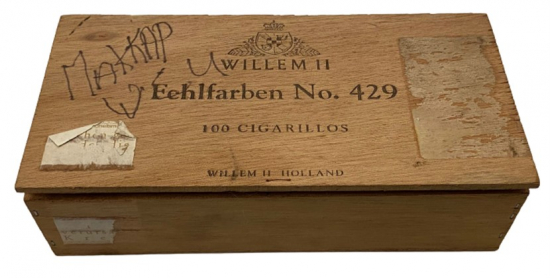 WILLEM II
Fehlfarben No. 429
100 CIGARILLOS
WILLEM II HOLLAND